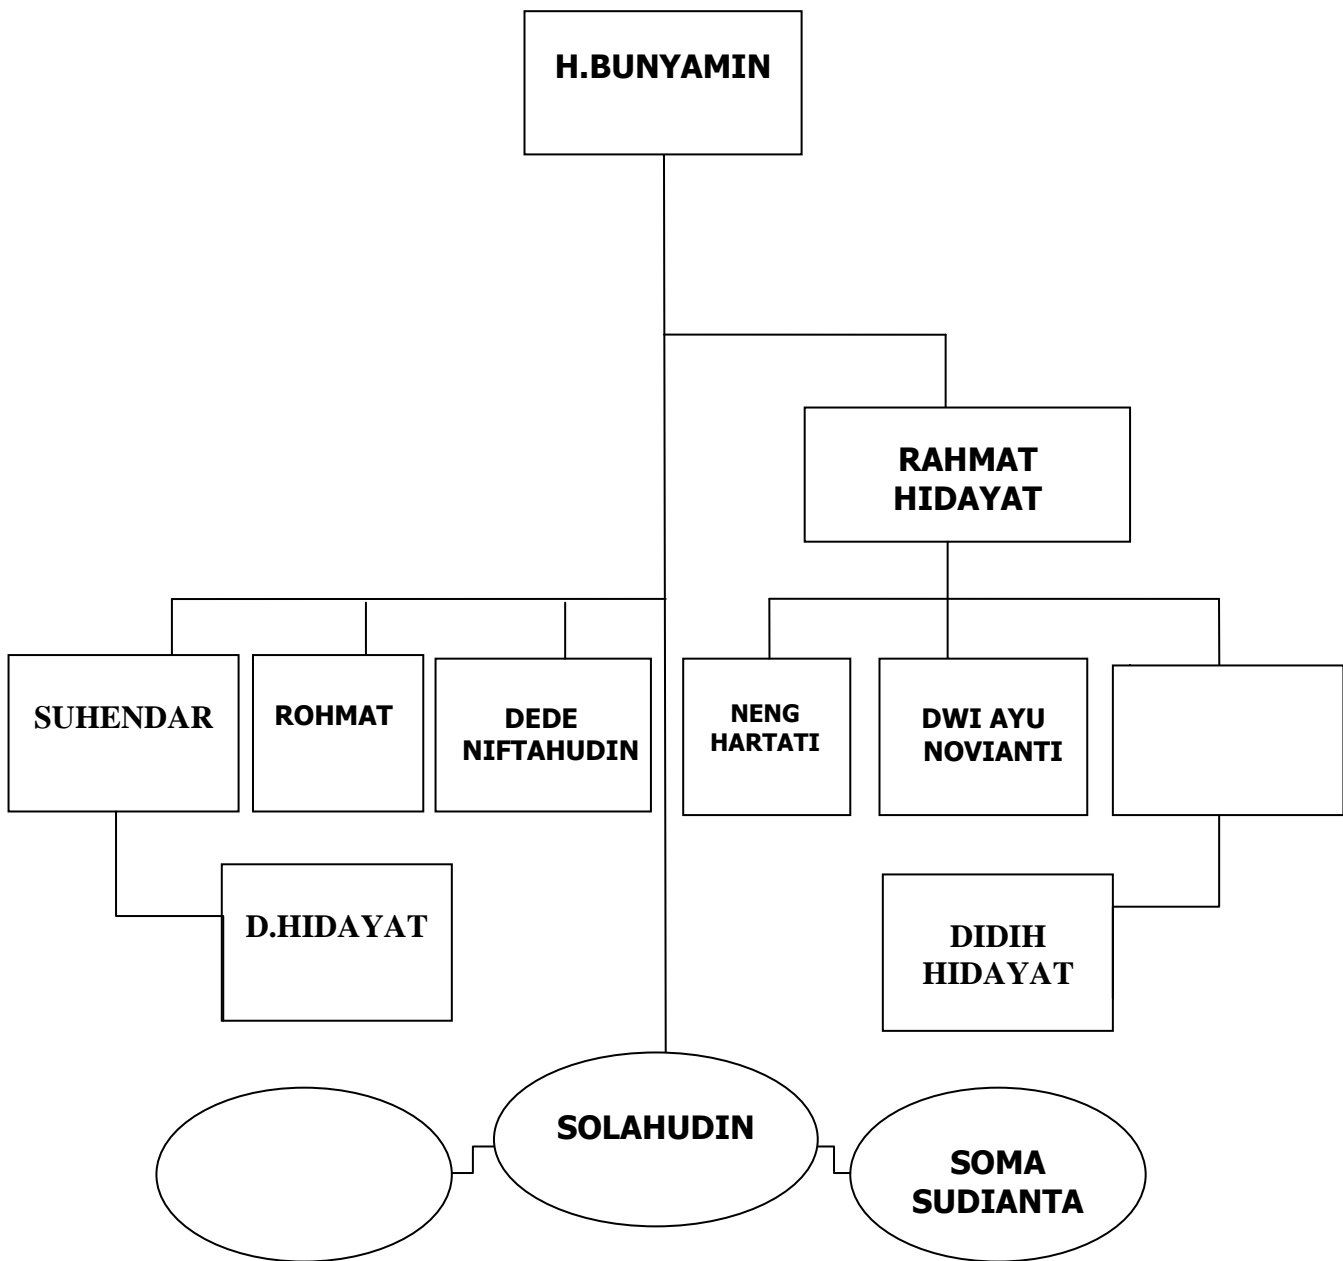 H.BUNYAMIN
RAHMAT
HIDAYAT
SUHENDAR
ROHMAT
DEDE
NIFTAHUDIN
NENG
HARTATI
DWI AYU
NOVIANTI
D.HIDAYAT
DIDIH
HIDAYAT
SOLAHUDIN
SOMA
SUDIANTA